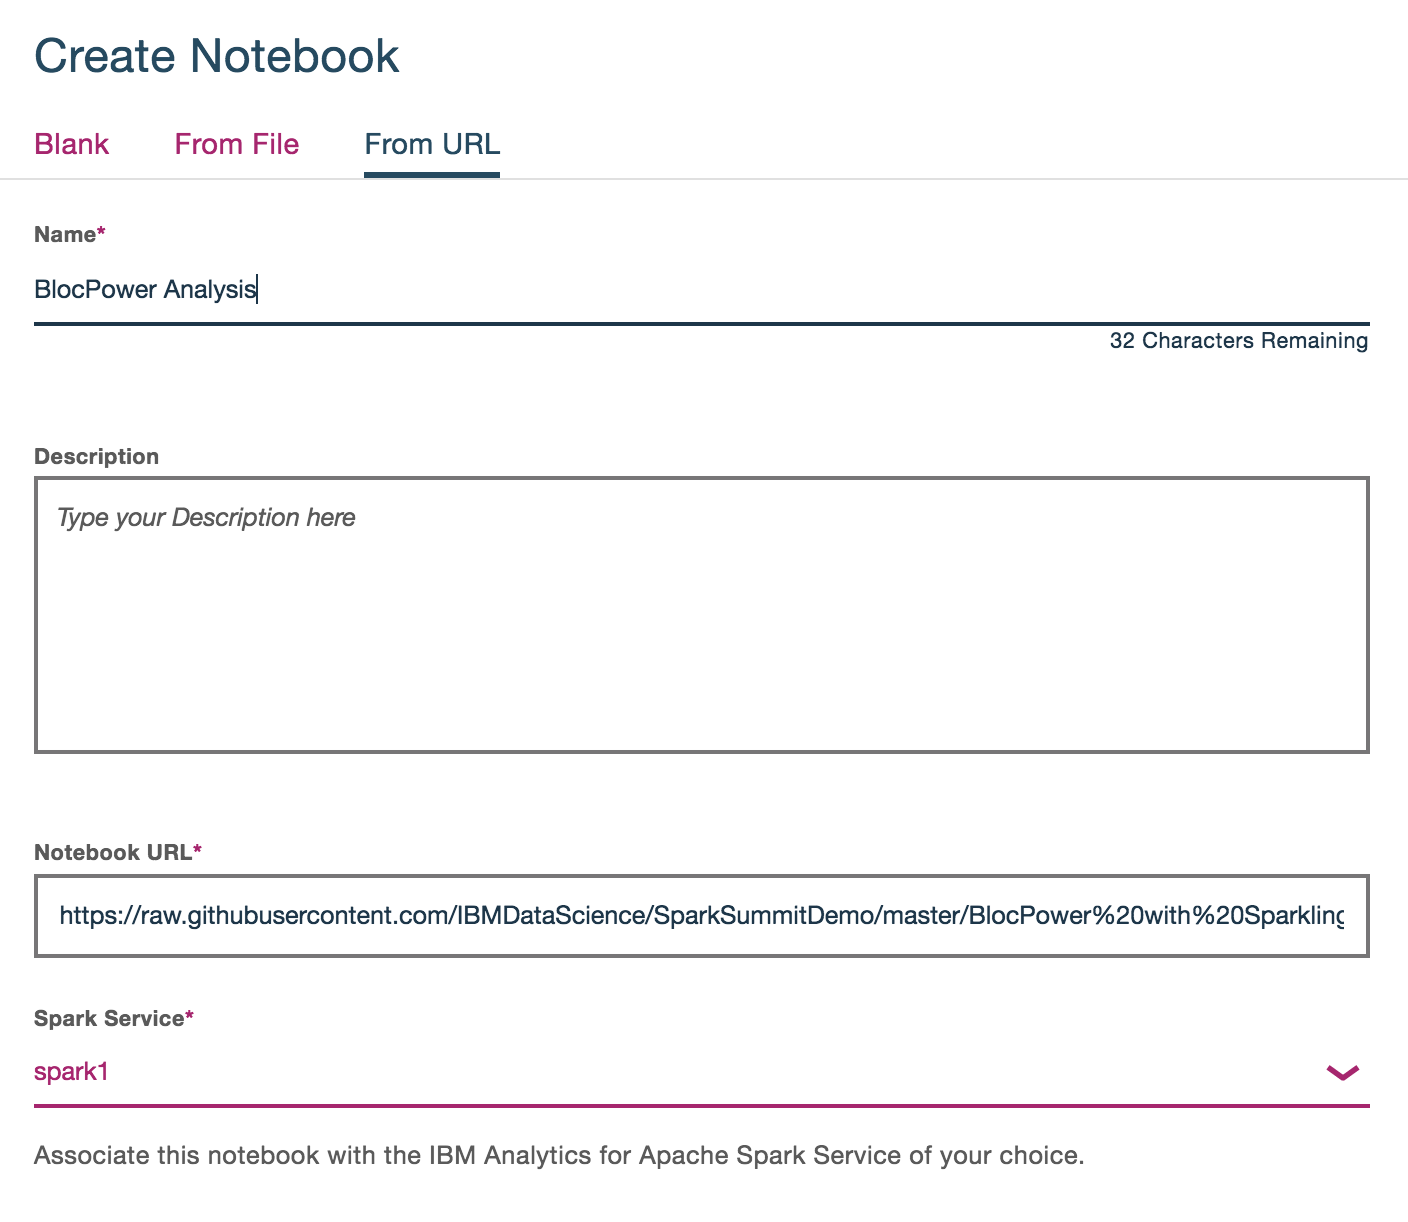 Create Notebook
Blank From File From URL
Name*
BlocPower Analysis
32 Characters Remaining
Description
Type your Description here
Notebook URL*
https://raw.githubusercontent.com/IBMDataScience/SparkSummitDemo/master/BlocPower%20with%20Sparkling
Spark Service*
spark1
Associate this notebook with the IBM Analytics for Apache Spark Service of your choice.